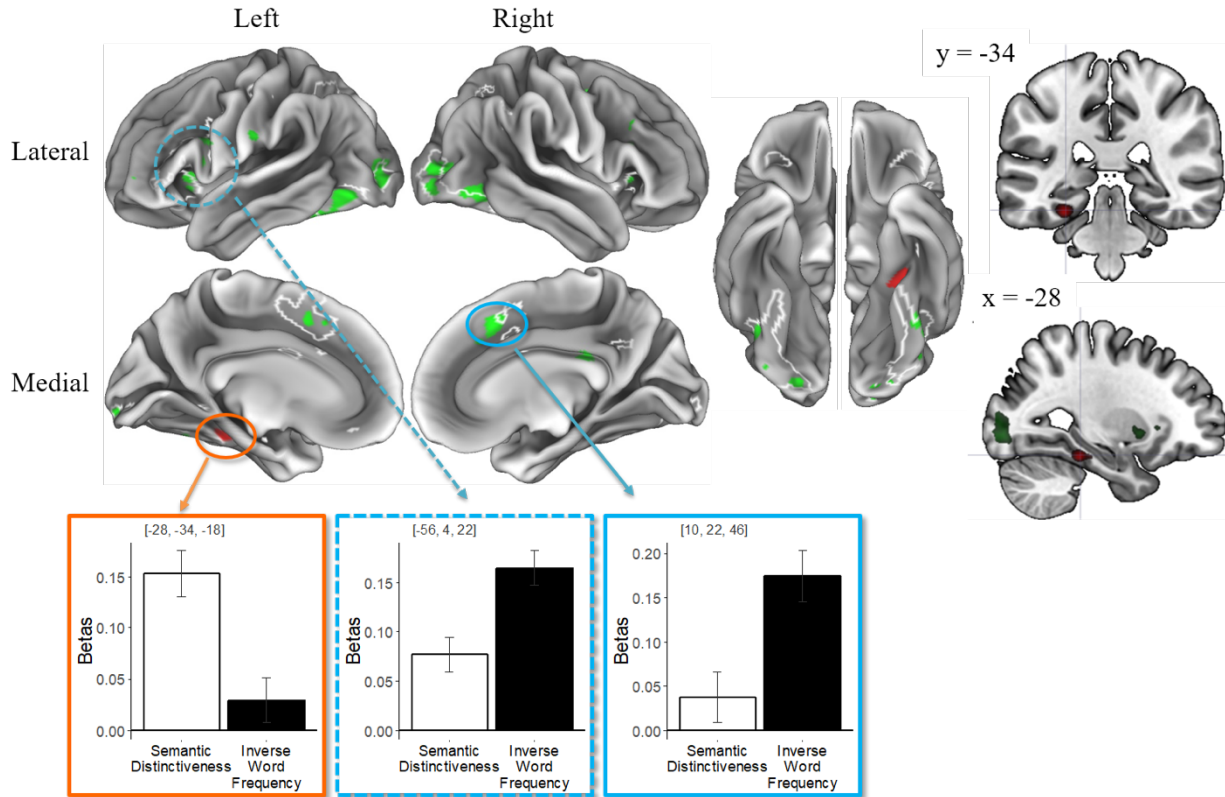 Left
Right
y = -34
Lateral
x = -28
Medial
[-28, -34, -18]
0.15
0.10
0.05
0.00
Betas
Semantic
Distinctiveness
Inverse
Word
Frequency
[-56, 4, 22]
0.15
0.10
0.05
0.00
Betas
Semantic
Distinctiveness
Inverse
Word
Frequency
[10, 22, 46]
0.20
0.15
0.10
0.05
0.00
Betas
Semantic
Distinctiveness
Inverse
Word
Frequency